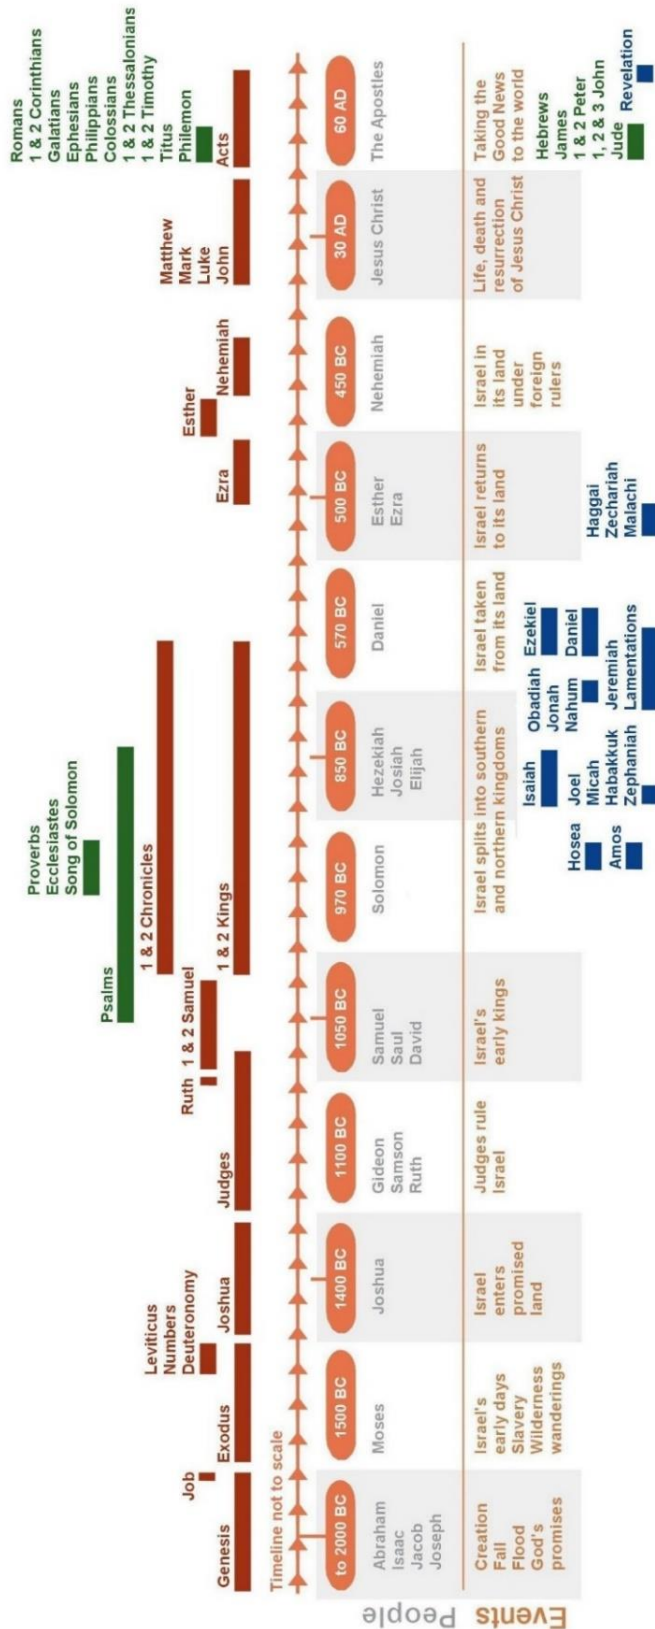 Proverbs
Ecclesiastes
Song of Solomon
Psalms
Romans
1 & 2 Corinthians
Galatians
Ephesians
Philippians
Colossians
1 & 2 Thessalonians
1 & 2 Timothy
Titus
Philemon
Job
Leviticus
Numbers
Deuteronomy
Ruth
1 & 2 Samuel
1 & 2 Chronicles
Esther
Matthew
Mark
Luke
John
Genesis
Exodus
Joshua
Judges
1 & 2 Kings
Ezra
Nehemiah
Acts
Timeline not to scale
to 2000 BC
1500 BC
1400 BC
1100 BC
1050 BC
970 BC
850 BC
570 BC
500 BC
450 BC
30 AD
60 AD
People
Abraham
Isaac
Jacob
Joseph
Moses
Joshua
Gideon
Samson
Ruth
Samuel
Saul
David
Solomon
Hezekiah
Josiah
Elijah
Daniel
Esther
Ezra
Nehemiah
Jesus Christ
The Apostles
Events
Creation
Fall
Flood
God's
promises
Israel's
early days
Slavery
Wilderness
wanderings
Israel
enters
promised
land
Judges rule
Israel
Israel's
early kings
Israel splits into southern
and northern kingdoms
Israel taken
from its land
Israel returns
to its land
Israel in
its land
under
foreign
rulers
Life, death and
resurrection
of Jesus Christ
Taking the
Good News
to the world
Hosea
Amos
Isaiah
Joel
Micah
Habakkuk
Zephaniah
Obadiah
Jonah
Nahum
Jeremiah
Lamentations
Ezekiel
Daniel
Haggai
Zechariah
Malachi
Hebrews
James
1 & 2 Peter
1, 2 & 3 John
Jude
Revelation